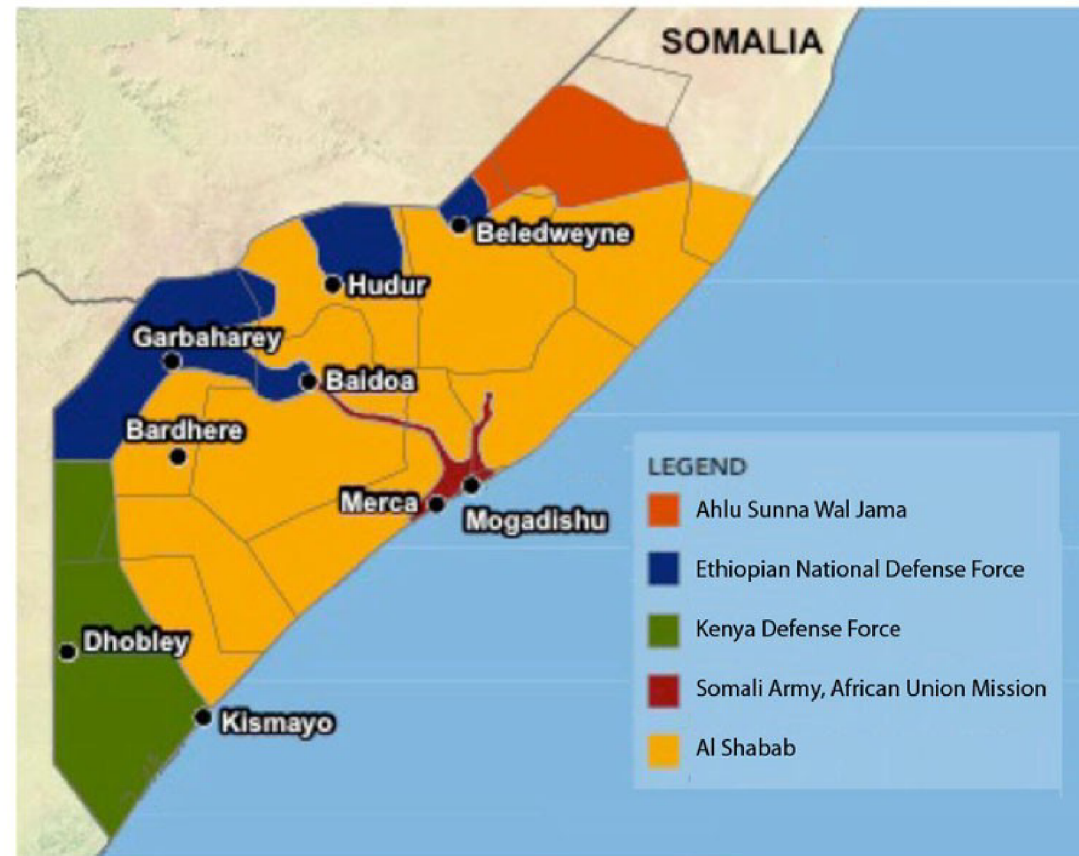 SOMALIA
Beledweyne
Hudur
Garbaharey
Baidoa
Bardhere
Merca
Mogadishu
Dhobley
Kismayo
LEGEND
Ahlu Sunna Wal Jama
Ethiopian National Defense Force
Kenya Defense Force
Somali Army, African Union Mission
Al Shabab